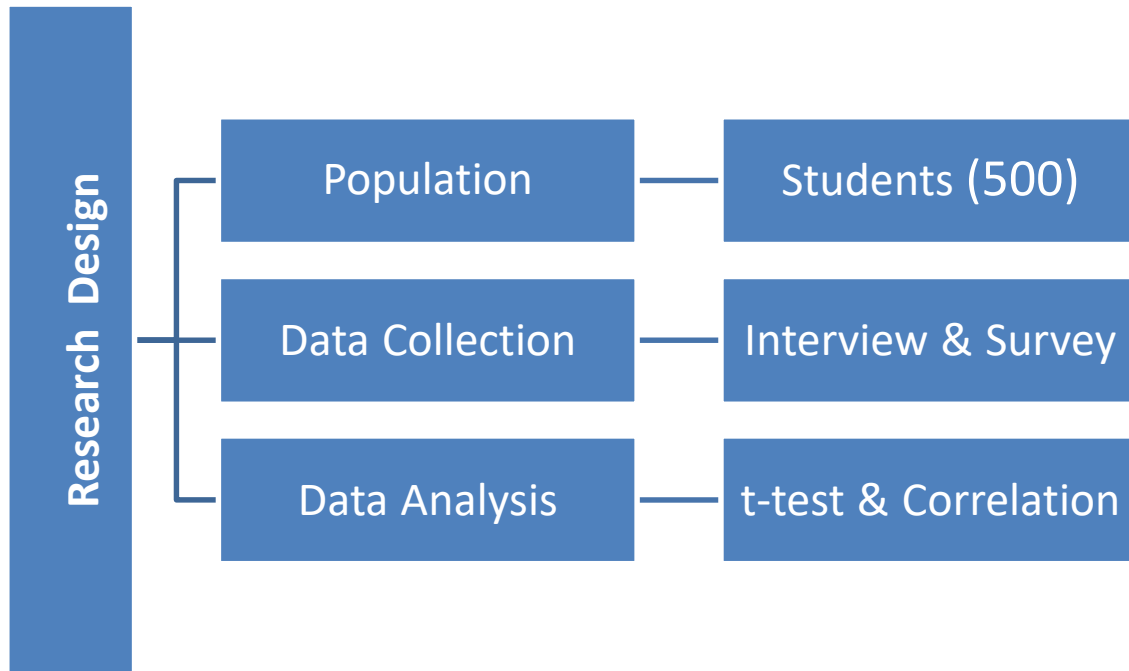 Research Design
Population
Students (500)
Data Collection
Interview & Survey
Data Analysis
t-test & Correlation